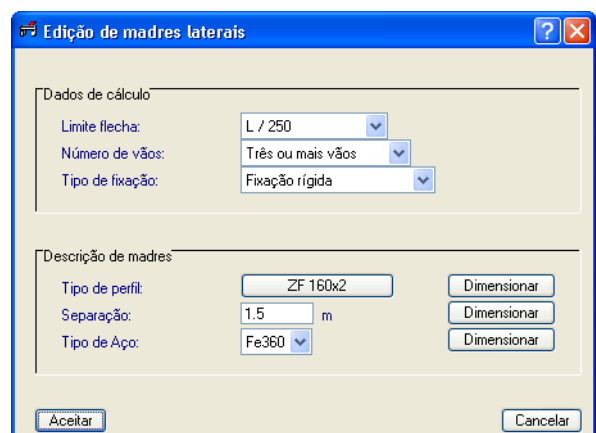 Edição de madres laterais
Dados de cálculo
Limite flecha: L / 250
Número de vãos: Três ou mais vãos
Tipo de fixação: Fixação rígida
Descrição de madres
Tipo de perfil: ZF 160x2 Dimensionar
Separação: 1.5 m Dimensionar
Tipo de Aço: Fe360 Dimensionar
Aceitar Cancelar